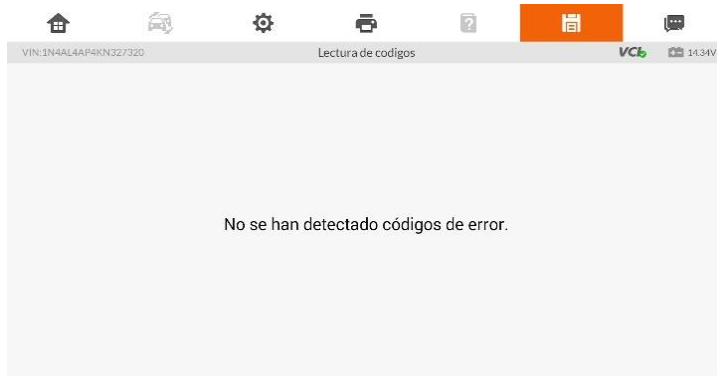 VIN:1N4AL4AP4KN327320 Lectura de codigos VCI 14.34V
No se han detectado códigos de error.